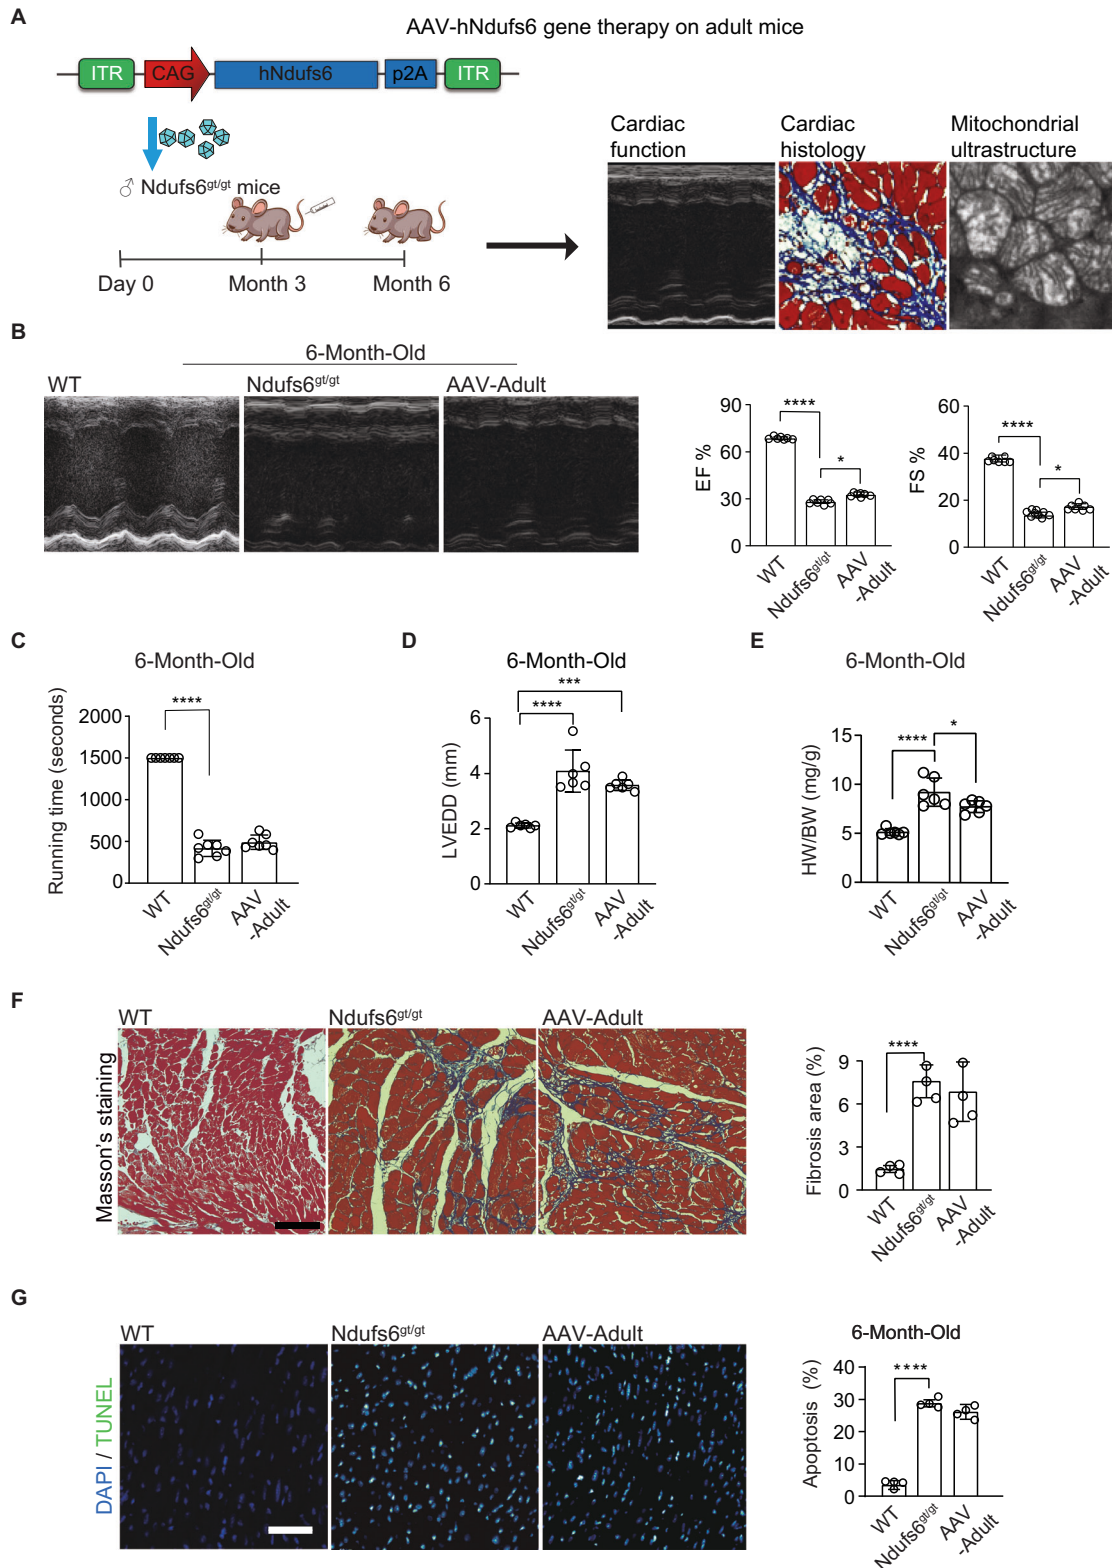 A
AAV-hNdufs6 gene therapy on adult mice
ITR CAG hNdufs6 p2A ITR
♂ Ndufs6gt/gt mice
Day 0 Month 3 Month 6
Cardiac function
Cardiac histology
Mitochondrial ultrastructure
B
6-Month-Old
WT Ndufs6gt/gt AAV-Adult
EF %
90
60
30
0
****
*
WT
Ndufs6gt/gt
AAV
-Adult
FS %
60
40
20
0
****
*
WT
Ndufs6gt/gt
AAV
-Adult
C
6-Month-Old
Running time (seconds)
2000
1500
1000
500
0
****
WT
Ndufs6gt/gt
AAV
-Adult
D
6-Month-Old
LVEDD (mm)
6
4
2
0
***
****
WT
Ndufs6gt/gt
AAV
-Adult
E
6-Month-Old
HW/BW (mg/g)
15
10
5
0
****
*
WT
Ndufs6gt/gt
AAV
-Adult
F
Masson's staining
WT Ndufs6gt/gt AAV-Adult
Fibrosis area (%)
9
6
3
0
****
WT
Ndufs6gt/gt
AAV
-Adult
G
DAPI / TUNEL
WT Ndufs6gt/gt AAV-Adult
6-Month-Old
Apoptosis (%)
40
30
20
10
0
****
WT
Ndufs6gt/gt
AAV
-Adult